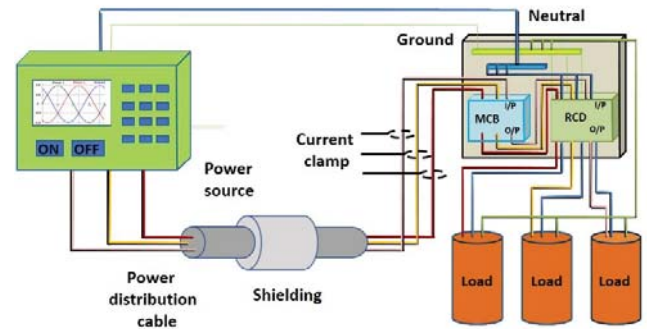 Neutral
Ground
I/P
MCB
O/P
I/P
RCD
O/P
ON
OFF
Current
clamp
Power
source
Power
distribution
cable
Shielding
Load
Load
Load